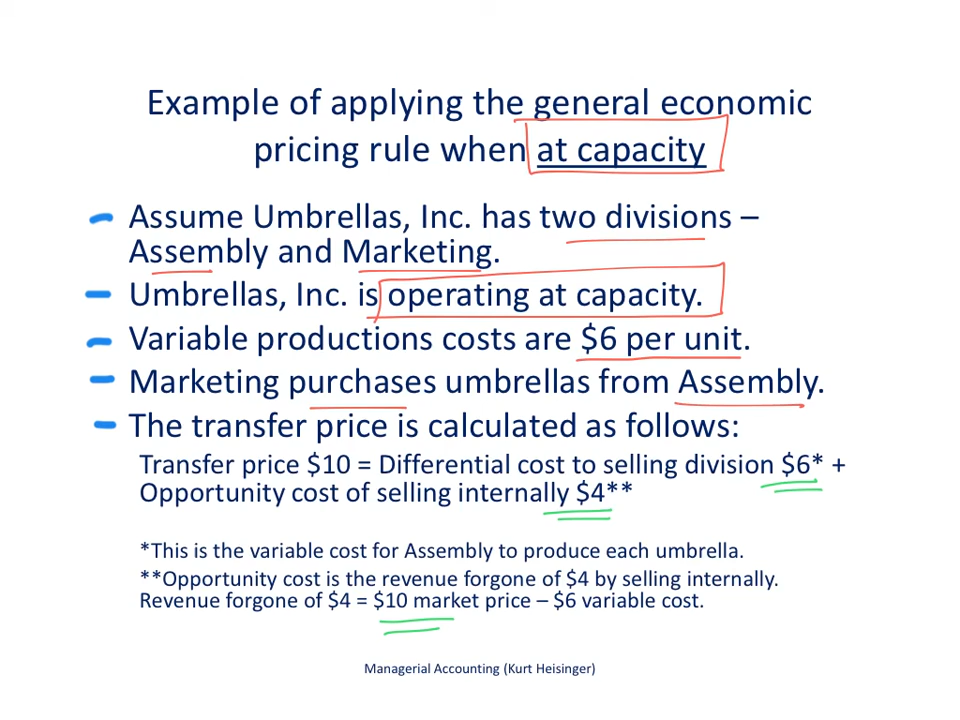 Example of applying the general economic
pricing rule when at capacity
Assume Umbrellas, Inc. has two divisions –
Assembly and Marketing.
Umbrellas, Inc. is operating at capacity.
Variable productions costs are $6 per unit.
Marketing purchases umbrellas from Assembly.
The transfer price is calculated as follows:
Transfer price $10 = Differential cost to selling division $6* +
Opportunity cost of selling internally $4**
*This is the variable cost for Assembly to produce each umbrella.
**Opportunity cost is the revenue forgone of $4 by selling internally.
Revenue forgone of $4 = $10 market price – $6 variable cost.
Managerial Accounting (Kurt Heisinger)